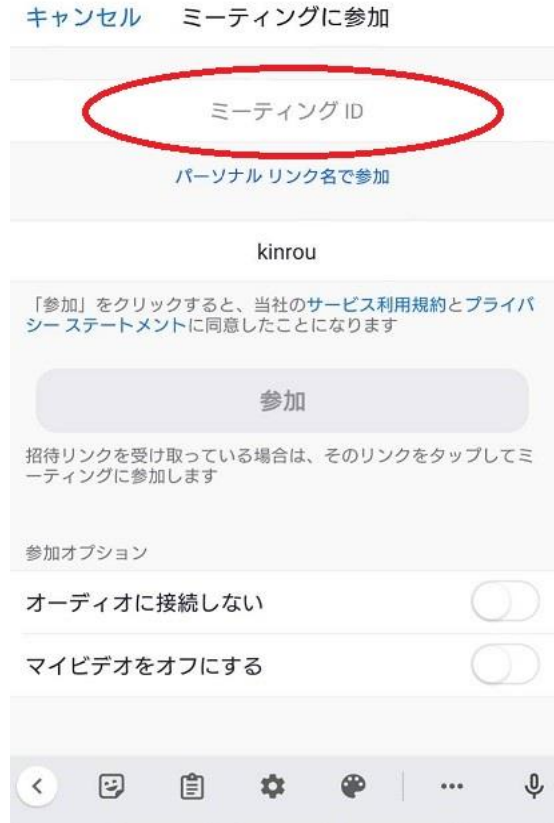 キャンセル ミーティングに参加
ミーティング ID
パーソナル リンク名で参加
kinrou
「参加」をクリックすると、当社のサービス利用規約とプライバ
シー ステートメントに同意したことになります
参加
招待リンクを受け取っている場合は、そのリンクをタップしてミ
ーティングに参加します
参加オプション
オーディオに接続しない
マイビデオをオフにする